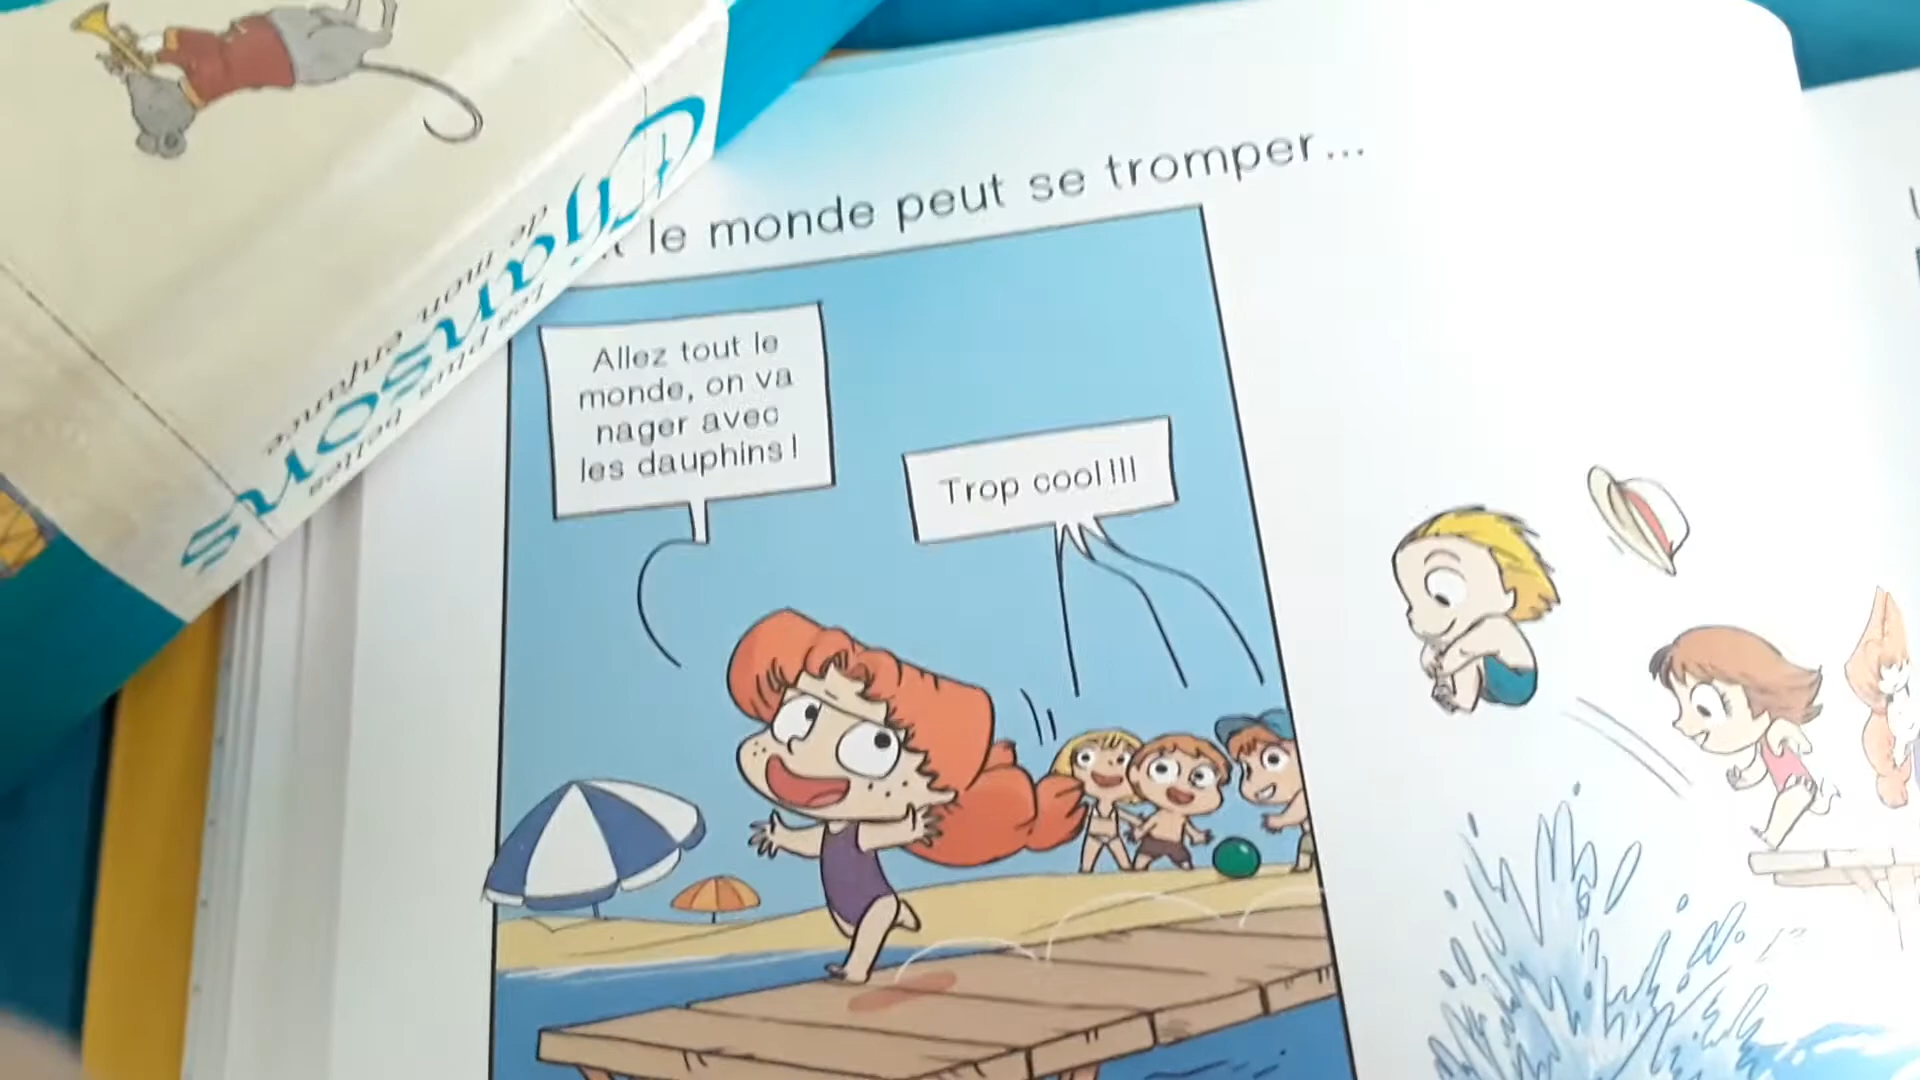 le monde peut se tromper...
Allez tout le
monde, on va
nager avec
les dauphins !
Trop cool !!!
Les plus belles
chansons
de mon enfance